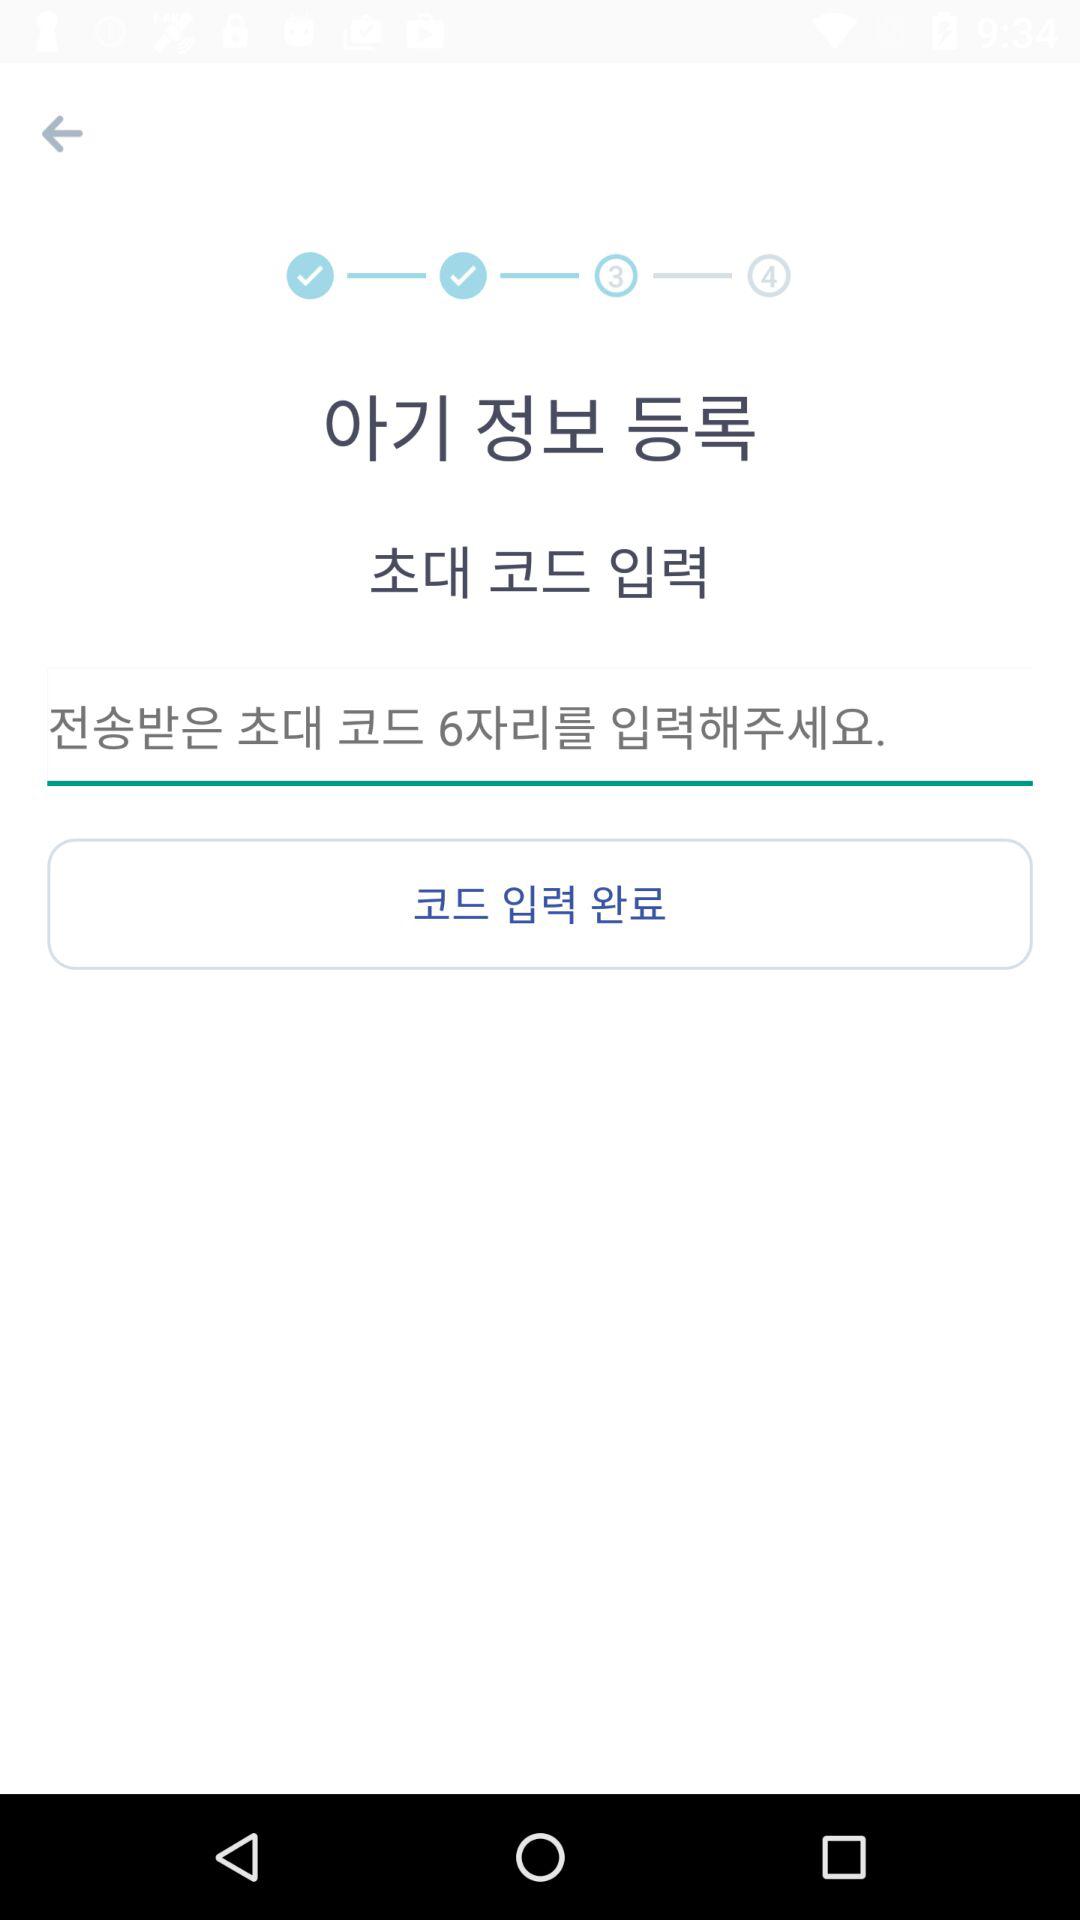 9:34
3 4
아기 정보 등록
초대 코드 입력
전송받은 초대 코드 6자리를 입력해주세요.
코드 입력 완료